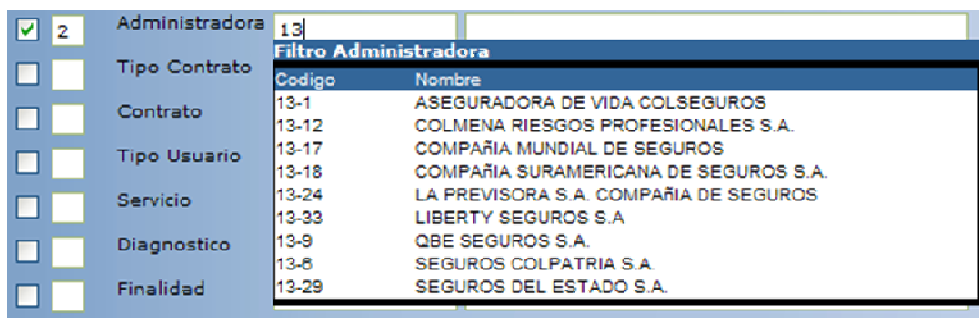 2 Administradora 13
Filtro Administradora
Tipo Contrato
Codigo Nombre
13-1 ASEGURADORA DE VIDA COLSEGUROS
Contrato
13-12 COLMENA RIESGOS PROFESIONALES S.A.
13-17 COMPAñIA MUNDIAL DE SEGUROS
Tipo Usuario
13-18 COMPAñIA SURAMERICANA DE SEGUROS S.A.
13-24 LA PREVISORA S.A. COMPAñIA DE SEGUROS
Servicio
13-33 LIBERTY SEGUROS S.A
13-9 QBE SEGUROS S.A.
Diagnostico
13-8 SEGUROS COLPATRIA S.A.
13-29 SEGUROS DEL ESTADO S.A.
Finalidad